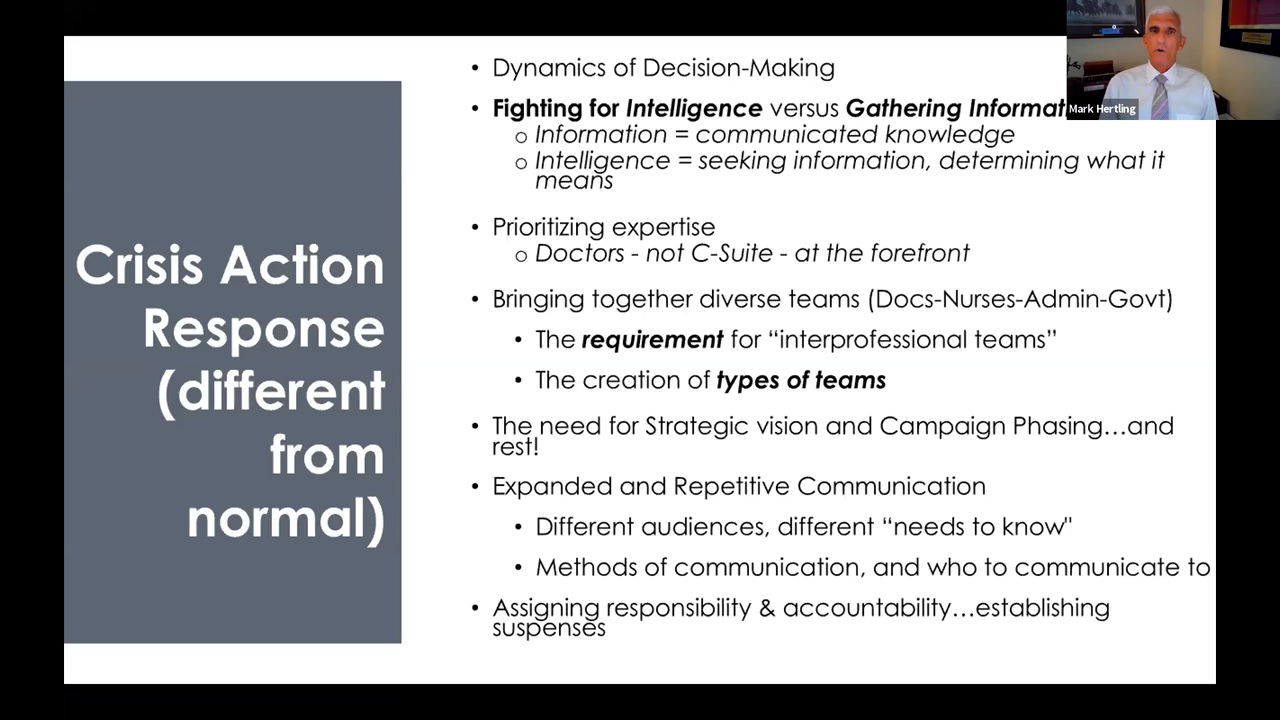 Crisis Action
Response
(different
from
normal)
• Dynamics of Decision-Making
• Fighting for Intelligence versus Gathering
o Information = communicated knowledge
o Intelligence = seeking information, determining what it
means
• Prioritizing expertise
o Doctors - not C-Suite - at the forefront
• Bringing together diverse teams (Docs-Nurses-Admin-Govt)
• The requirement for “interprofessional teams”
• The creation of types of teams
• The need for Strategic vision and Campaign Phasing…and
rest!
• Expanded and Repetitive Communication
• Different audiences, different “needs to know"
• Methods of communication, and who to communicate to
• Assigning responsibility & accountability…establishing
suspenses
Mark Hertling